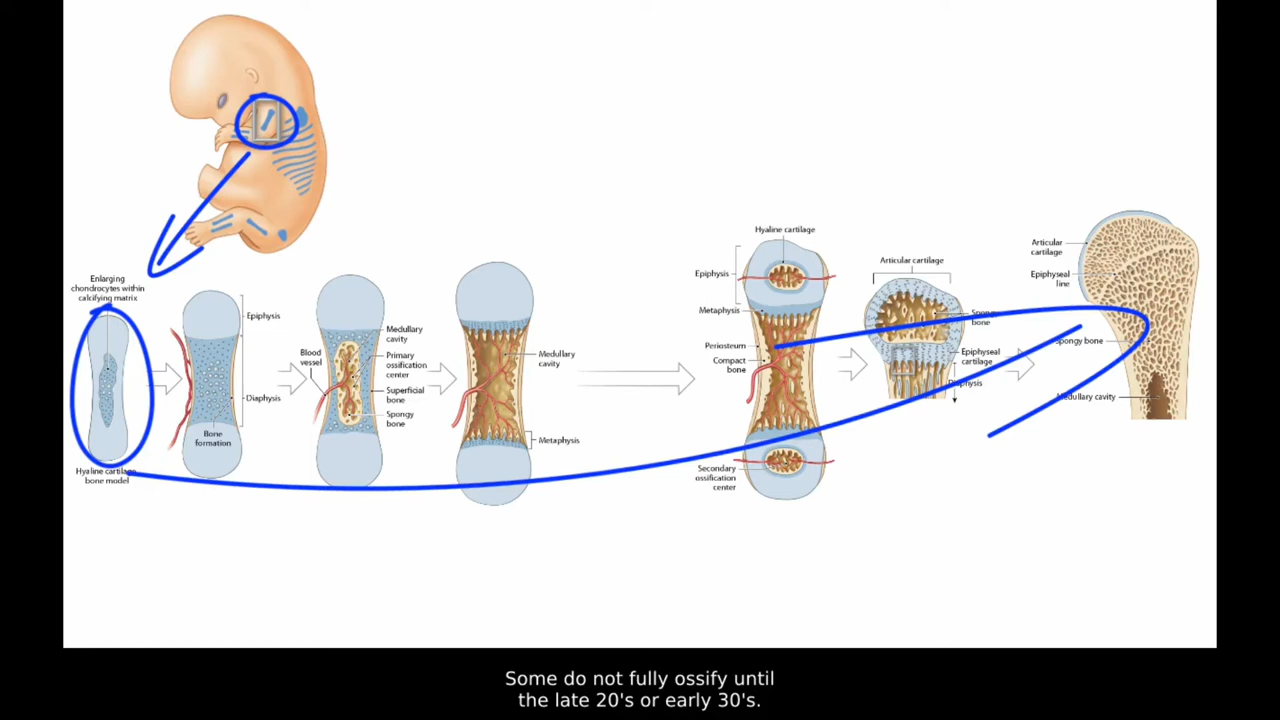 Enlarging
chondrocytes within
calcifying matrix
Hyaline cartilage
bone model
Epiphysis
Diaphysis
Bone
formation
Blood
vessel
Medullary
cavity
Primary
ossification
center
Superficial
bone
Spongy
bone
Medullary
cavity
Metaphysis
Hyaline cartilage
Epiphysis
Metaphysis
Periosteum
Compact
bone
Secondary
ossification
center
Articular cartilage
Spongy
bone
Epiphyseal
cartilage
Diaphysis
Articular
cartilage
Epiphyseal
line
Spongy bone
Medullary cavity
Some do not fully ossify until
the late 20's or early 30's.